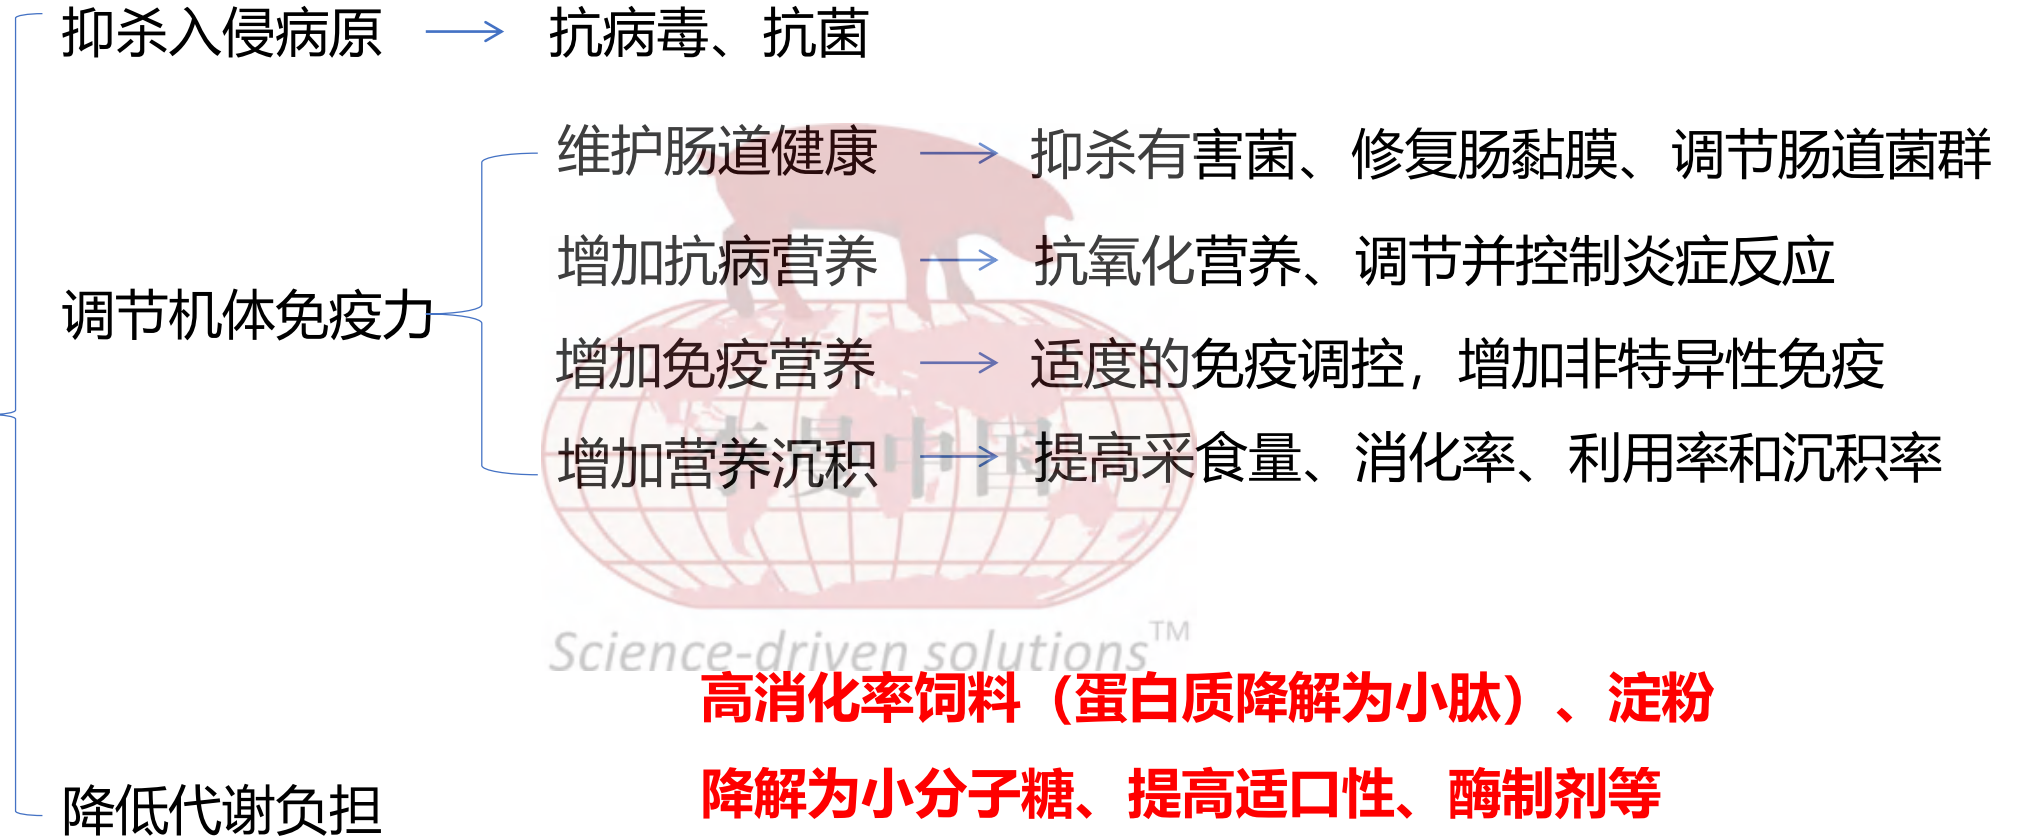 抑杀入侵病原 抗病毒、抗菌
维护肠道健康 抑杀有害菌、修复肠黏膜、调节肠道菌群
增加抗病营养 抗氧化营养、调节并控制炎症反应
调节机体免疫力
增加免疫营养 适度的免疫调控，增加非特异性免疫
增加营养沉积 提高采食量、消化率、利用率和沉积率
李曼中国
Science-driven solutions™
高消化率饲料（蛋白质降解为小肽）、淀粉
降解为小分子糖、提高适口性、酶制剂等
降低代谢负担